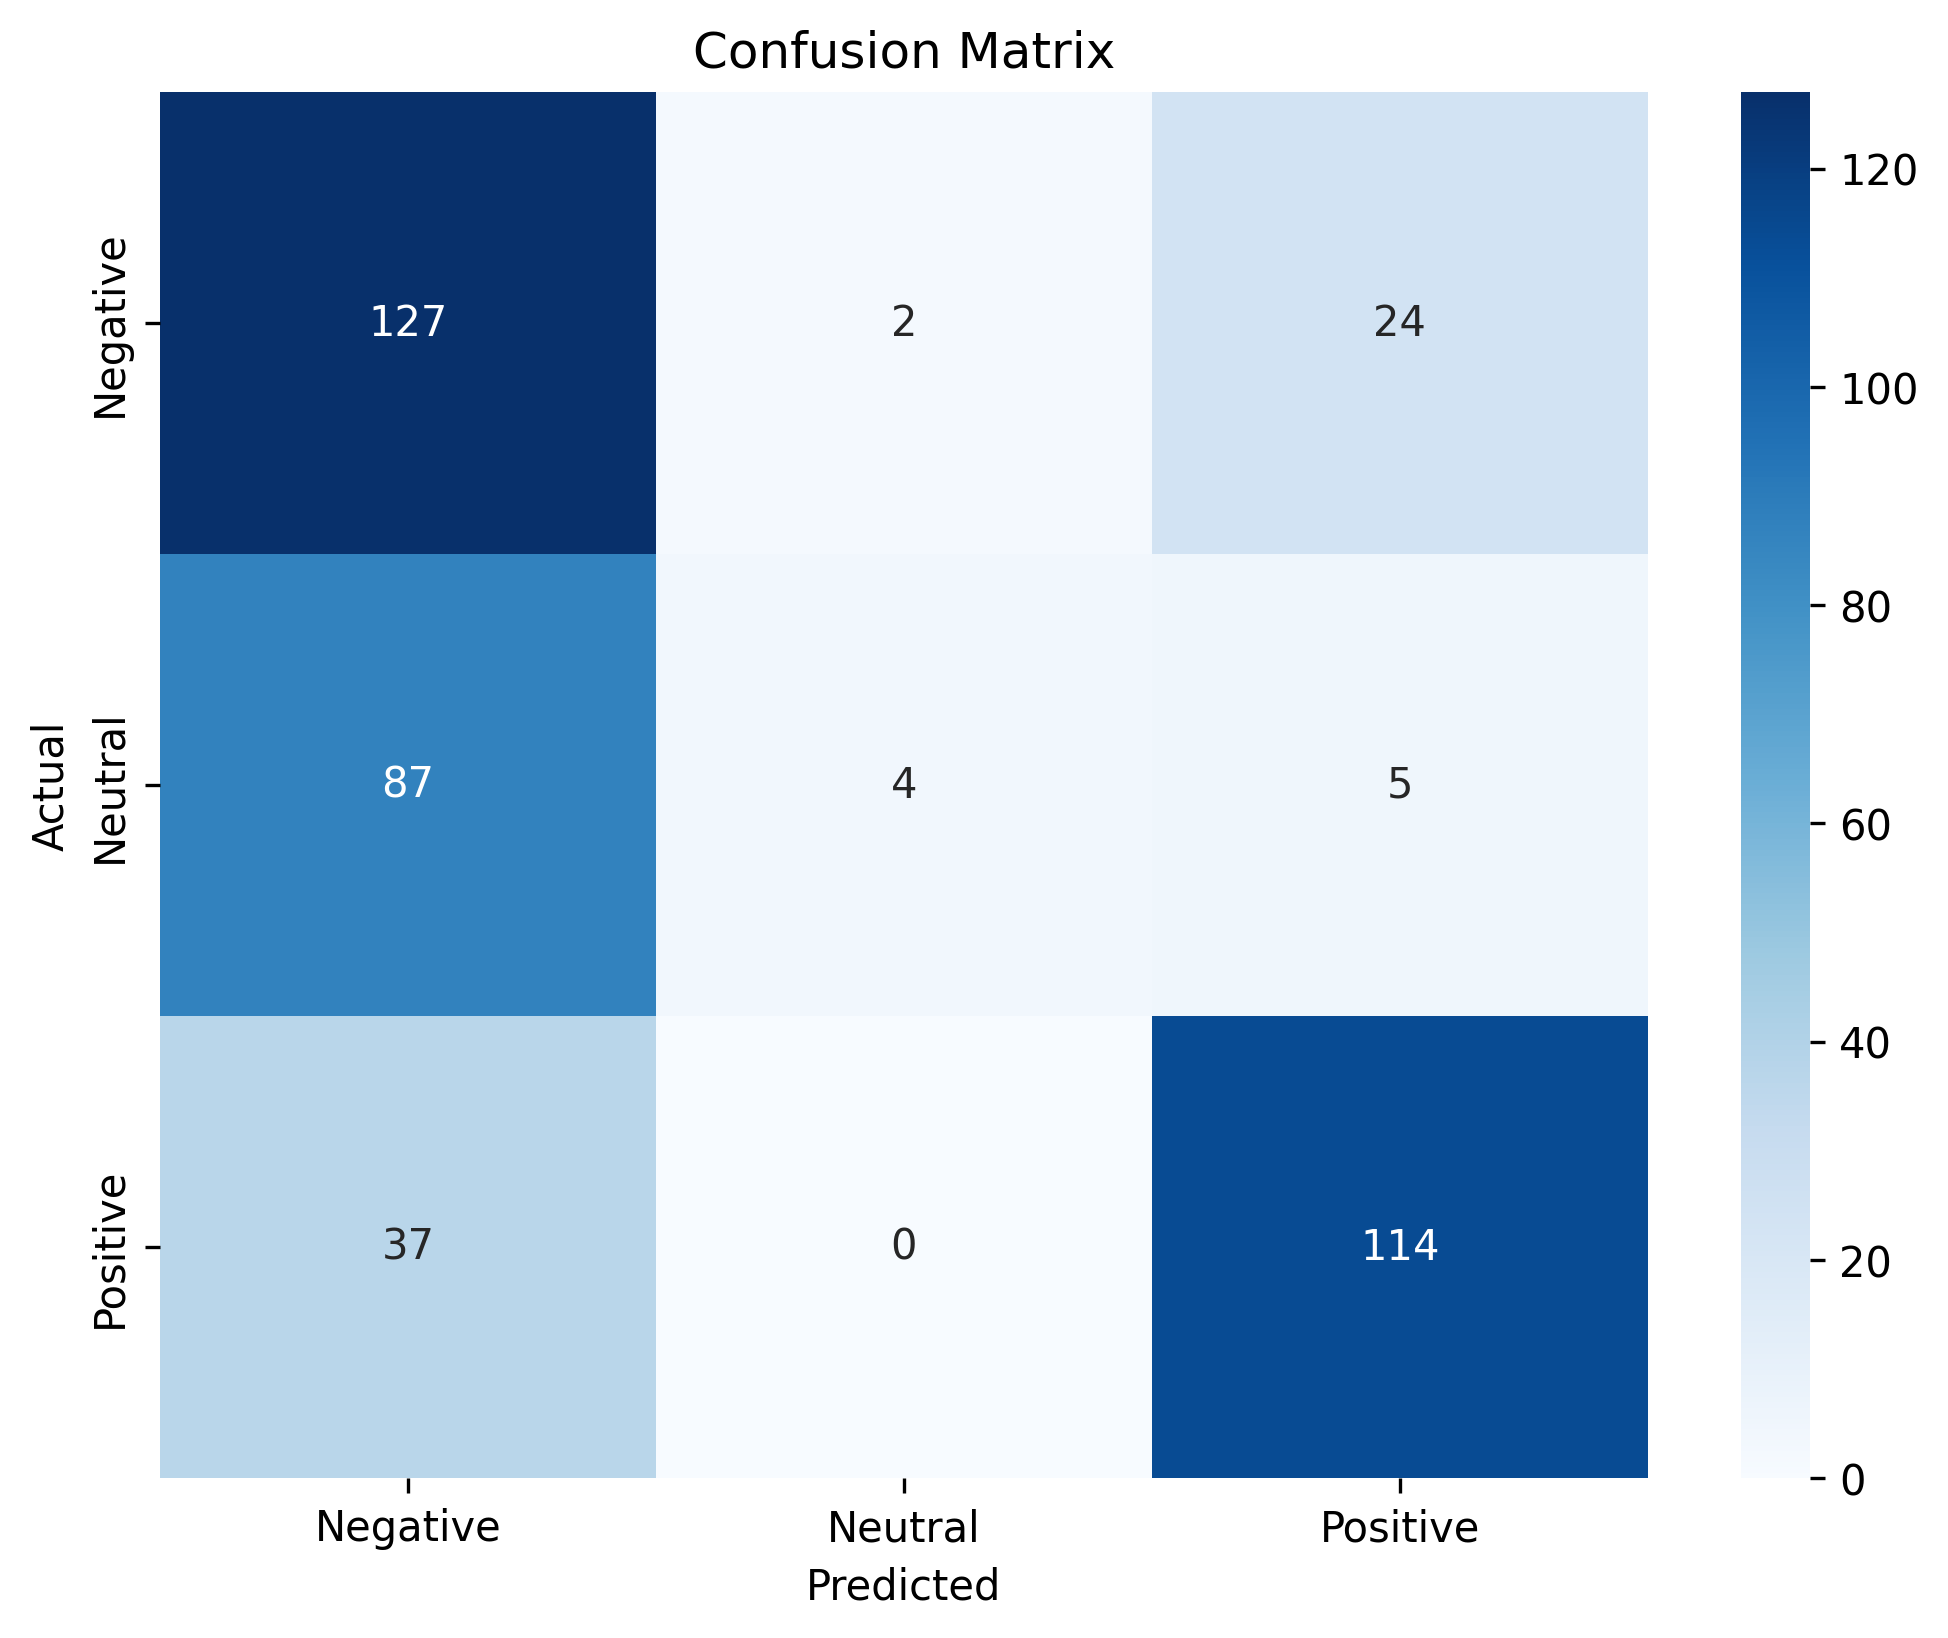 Confusion Matrix
Actual
Negative
127 2 24
Neutral
87 4 5
Positive
37 0 114
Negative Neutral Positive
Predicted
120
100
80
60
40
20
0